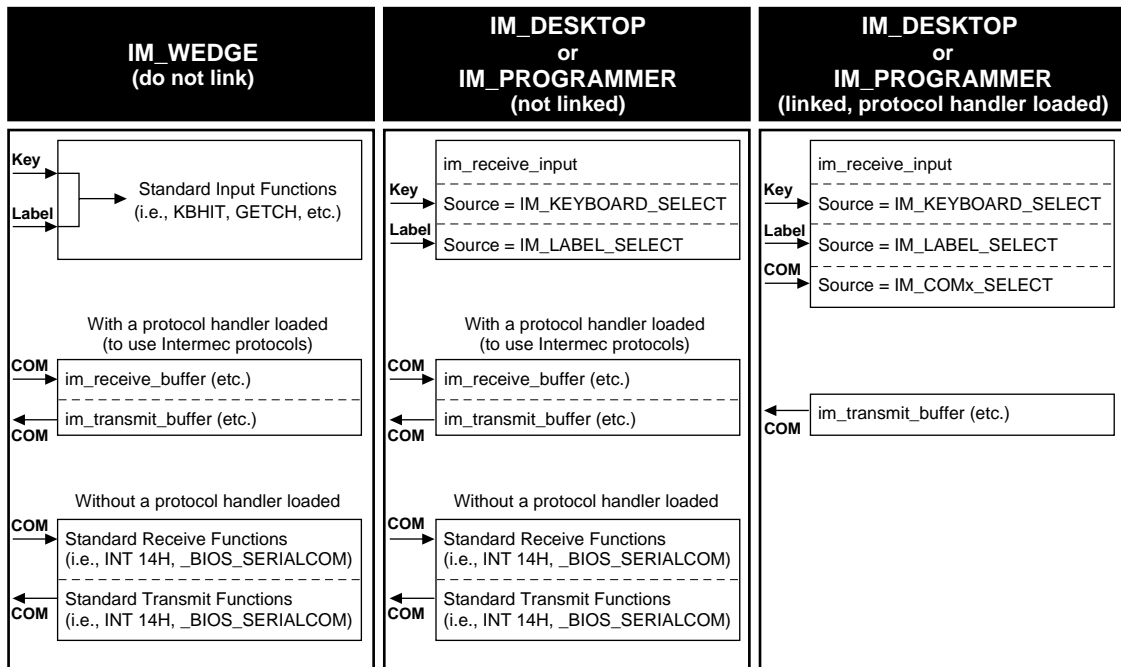 IM_WEDGE
(do not link)
Key
Label
Standard Input Functions
(i.e., KBHIT, GETCH, etc.)
With a protocol handler loaded
(to use Intermec protocols)
COM
im_receive_buffer (etc.)
im_transmit_buffer (etc.)
COM
Without a protocol handler loaded
COM
Standard Receive Functions
(i.e., INT 14H, _BIOS_SERIALCOM)
Standard Transmit Functions
(i.e., INT 14H, _BIOS_SERIALCOM)
COM
IM_DESKTOP
or
IM_PROGRAMMER
(not linked)
im_receive_input
Key
Source = IM_KEYBOARD_SELECT
Label
Source = IM_LABEL_SELECT
With a protocol handler loaded
(to use Intermec protocols)
COM
im_receive_buffer (etc.)
im_transmit_buffer (etc.)
COM
Without a protocol handler loaded
COM
Standard Receive Functions
(i.e., INT 14H, _BIOS_SERIALCOM)
Standard Transmit Functions
(i.e., INT 14H, _BIOS_SERIALCOM)
COM
IM_DESKTOP
or
IM_PROGRAMMER
(linked, protocol handler loaded)
im_receive_input
Key
Source = IM_KEYBOARD_SELECT
Label
Source = IM_LABEL_SELECT
COM
Source = IM_COMx_SELECT
im_transmit_buffer (etc.)
COM